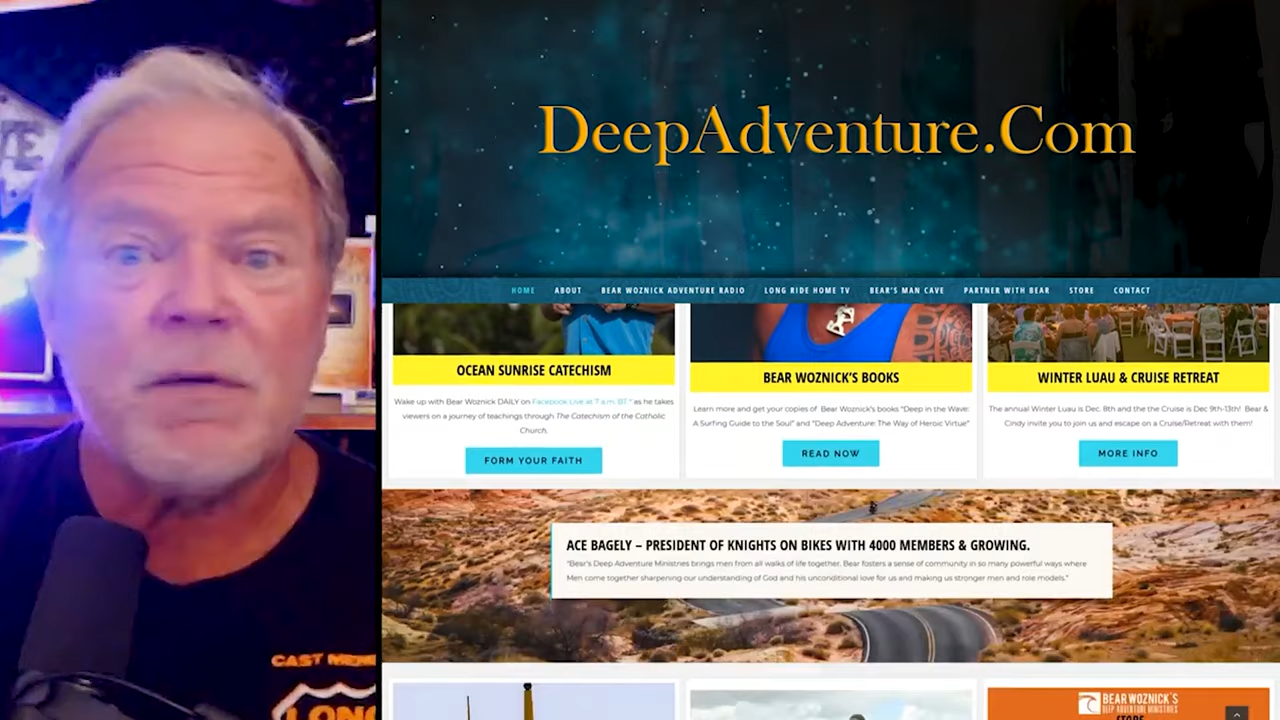 DeepAdventure.Com
HOME ABOUT BEAR WOZNICK ADVENTURE RADIO LONG RIDE HOME TV BEAR'S MAN CAVE PARTNER WITH BEAR STORE CONTACT
OCEAN SUNRISE CATECHISM
Wake up with Bear Woznick DAILY on Facebook Live at 7 a.m. BT * as he takes
viewers on a journey of teachings through The Catechism of the Catholic
Church.
FORM YOUR FAITH
BEAR WOZNICK'S BOOKS
Learn more and get your copies of Bear Woznick's books "Deep in the Wave:
A Surfing Guide to the Soul" and "Deep Adventure: The Way of Heroic Virtue"
READ NOW
WINTER LUAU & CRUISE RETREAT
The annual Winter Luau is Dec. 8th and the the Cruise is Dec 9th-13th! Bear &
Cindy invite you to join us and escape on a Cruise/Retreat with them!
MORE INFO
ACE BAGELY – PRESIDENT OF KNIGHTS ON BIKES WITH 4000 MEMBERS & GROWING.
"Bear's Deep Adventure Ministries brings men from all walks of life together. Bear fosters a sense of community in so many powerful ways where
Men come together sharpening our understanding of God and his unconditional love for us and making us stronger men and role models."
BEAR WOZNICK'S
DEEP ADVENTURE MINISTRIES
STORE
CAST
LONG